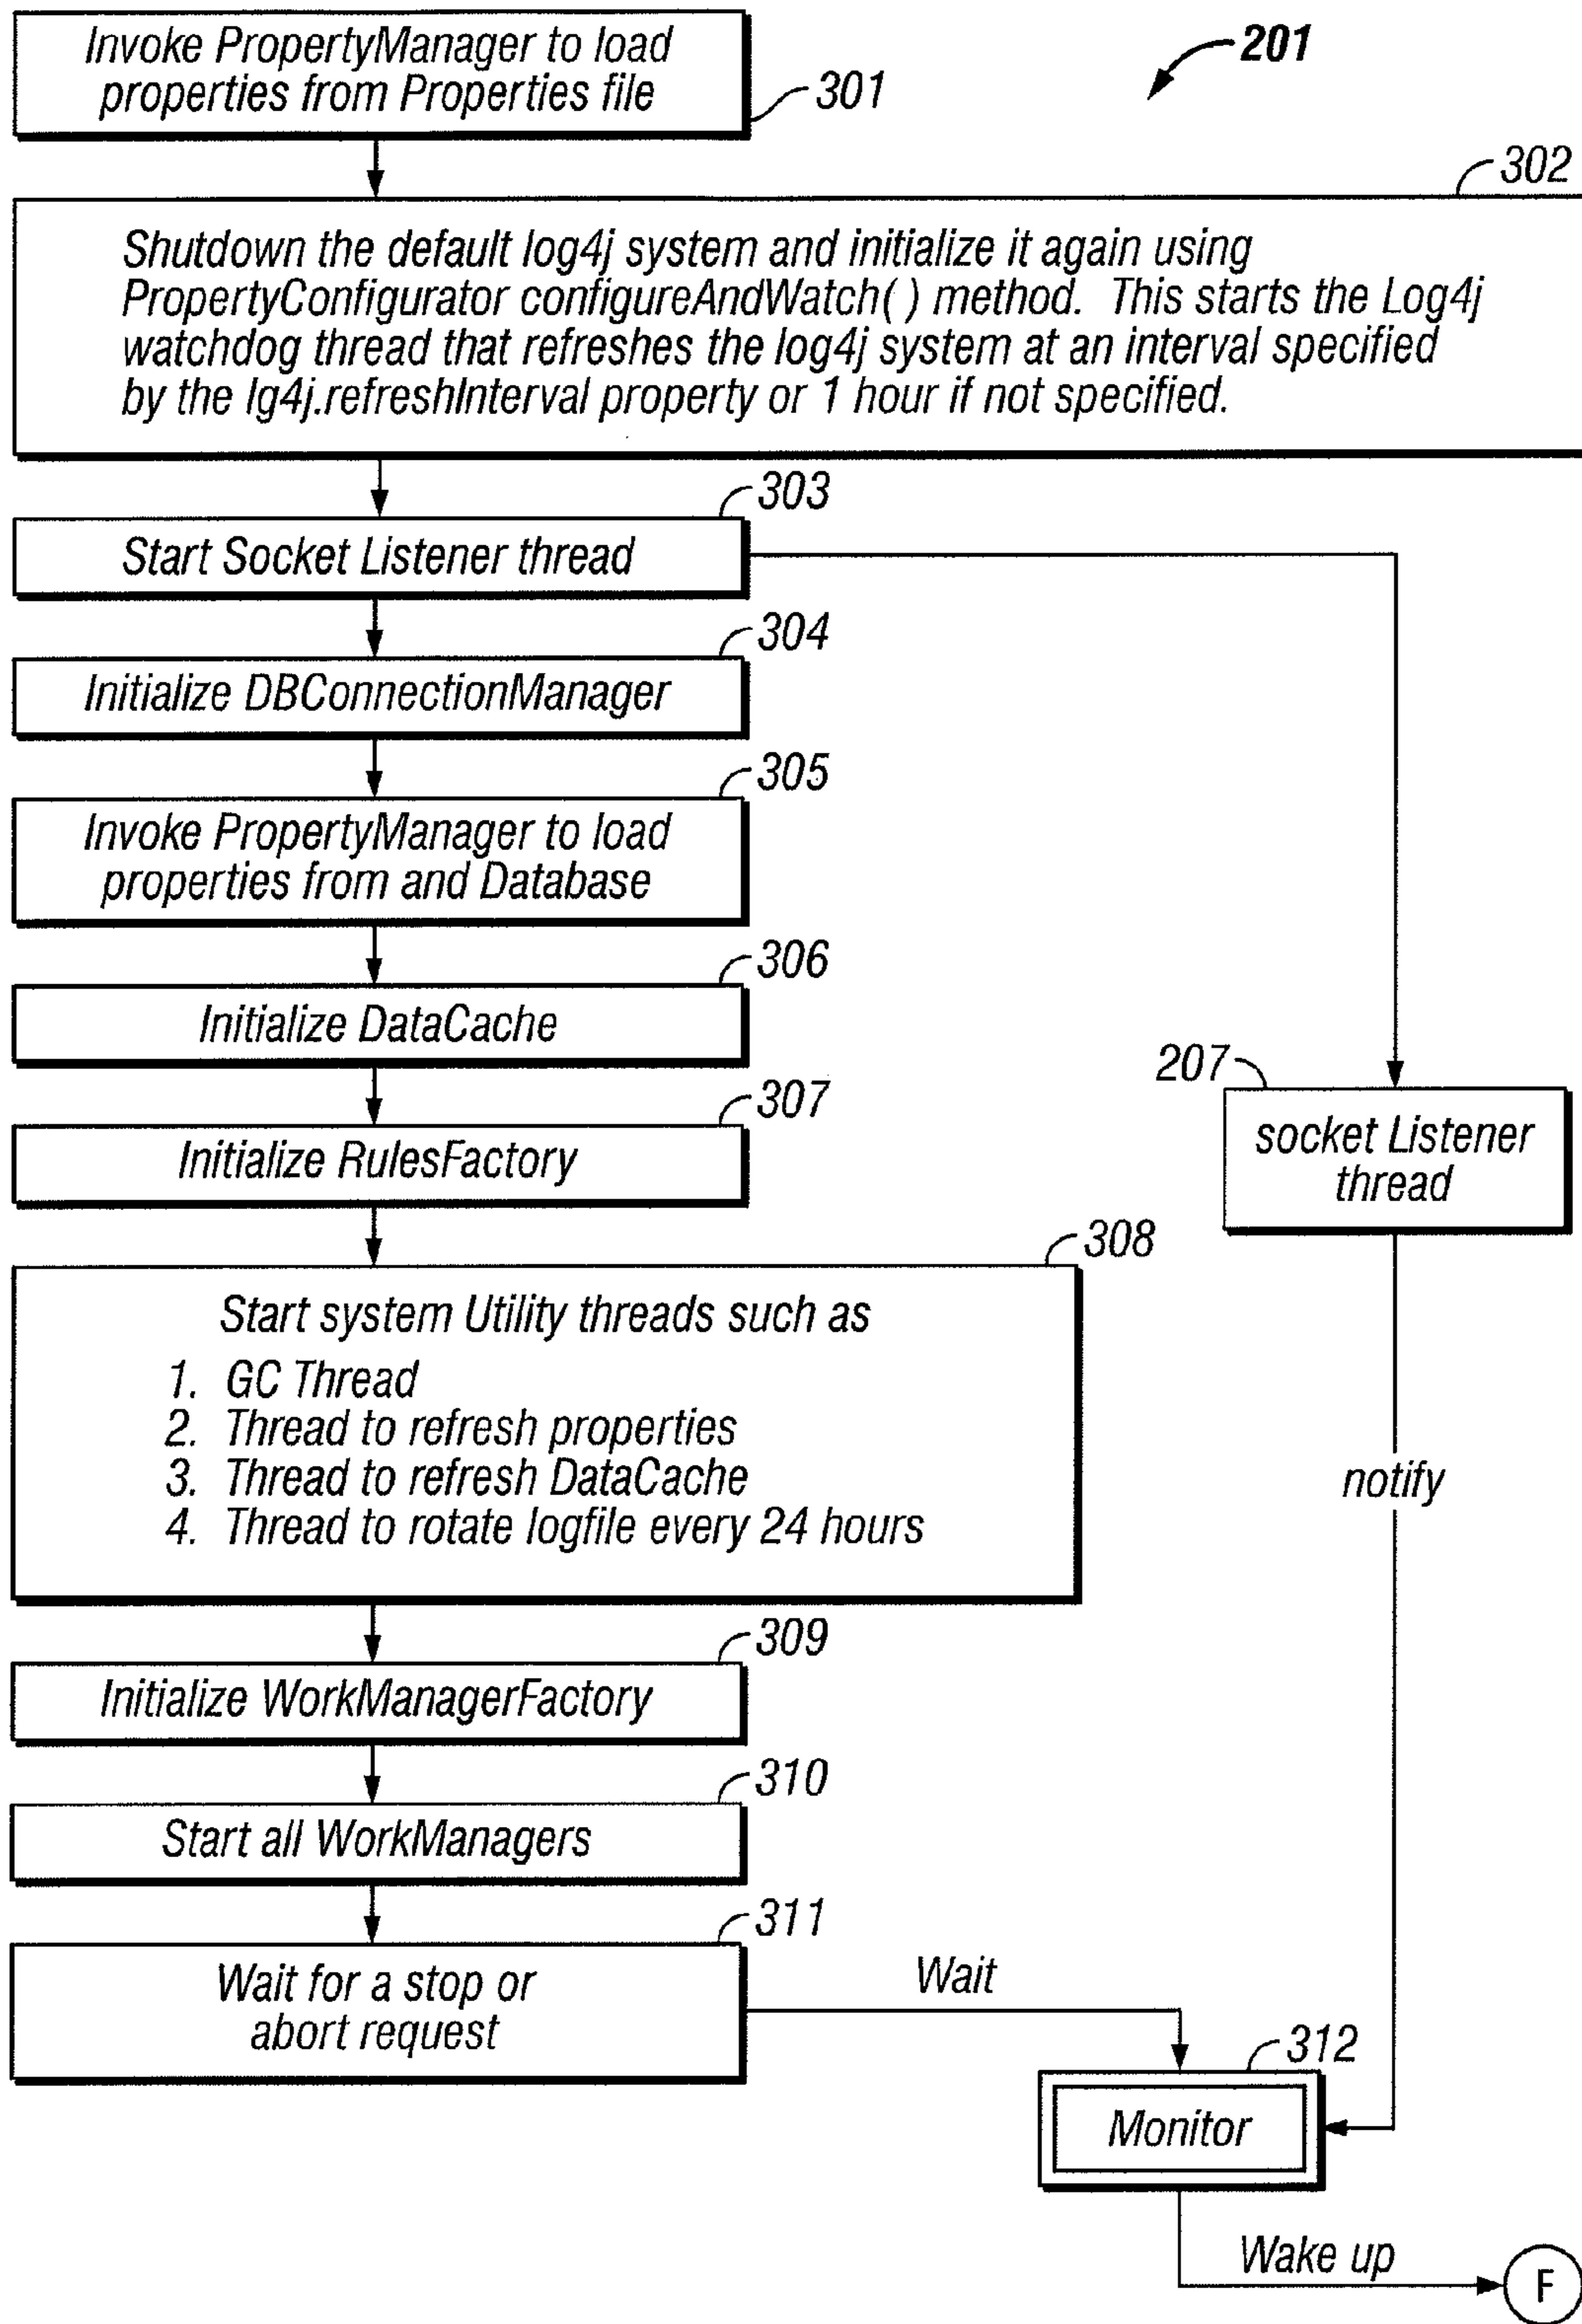 Invoke PropertyManager to load
properties from Properties file
301
201
302
Shutdown the default log4j system and initialize it again using
PropertyConfigurator configureAndWatch( ) method. This starts the Log4j
watchdog thread that refreshes the log4j system at an interval specified
by the lg4j.refreshInterval property or 1 hour if not specified.
303
Start Socket Listener thread
304
Initialize DBConnectionManager
305
Invoke PropertyManager to load
properties from and Database
306
Initialize DataCache
307
Initialize RulesFactory
207
socket Listener
thread
308
Start system Utility threads such as
1. GC Thread
2. Thread to refresh properties
3. Thread to refresh DataCache
4. Thread to rotate logfile every 24 hours
notify
309
Initialize WorkManagerFactory
310
Start all WorkManagers
311
Wait for a stop or
abort request
Wait
312
Monitor
Wake up
F